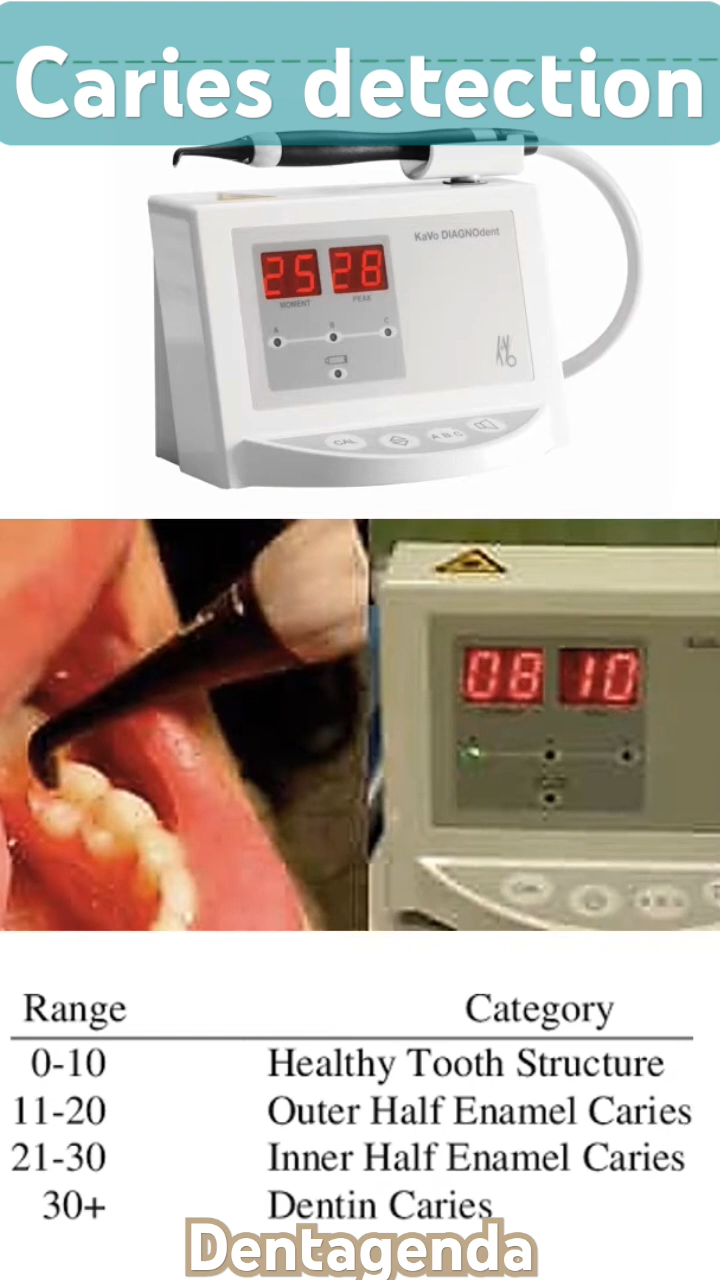 Caries detection
KaVo DIAGNOdent
25 28
MOMENT PEAK
A B C
KaVo
CAL A B C
08 10
Range Category
0-10 Healthy Tooth Structure
11-20 Outer Half Enamel Caries
21-30 Inner Half Enamel Caries
30+ Dentin Caries
Dentagenda